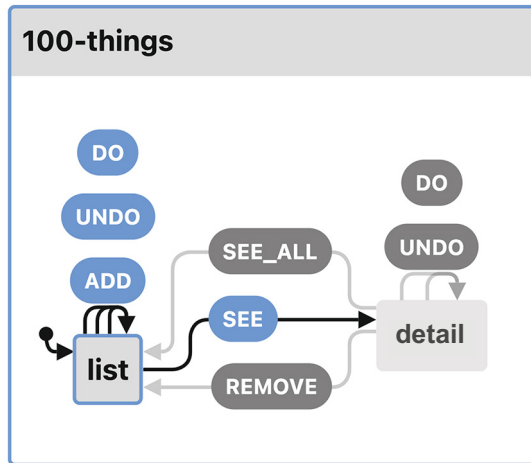 100-things
DO
UNDO
ADD
list
SEE_ALL
SEE
REMOVE
DO
UNDO
detail